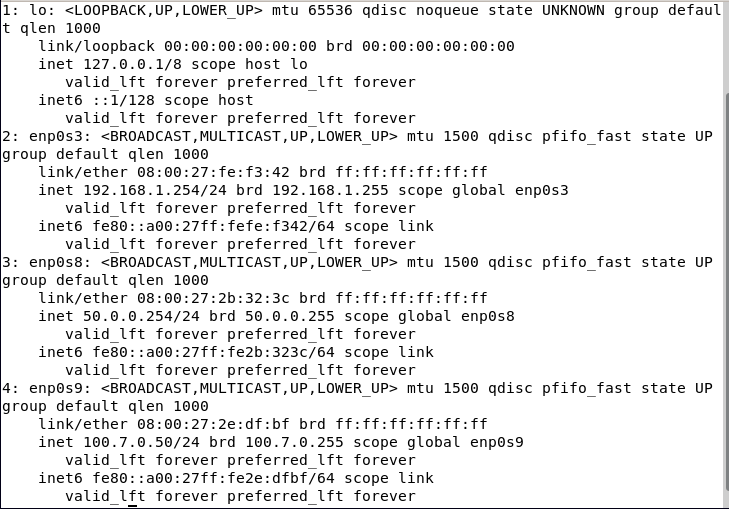 1: lo: <LOOPBACK,UP,LOWER_UP> mtu 65536 qdisc noqueue state UNKNOWN group defaul
t qlen 1000
    link/loopback 00:00:00:00:00:00 brd 00:00:00:00:00:00
    inet 127.0.0.1/8 scope host lo
       valid_lft forever preferred_lft forever
    inet6 ::1/128 scope host
       valid_lft forever preferred_lft forever
2: enp0s3: <BROADCAST,MULTICAST,UP,LOWER_UP> mtu 1500 qdisc pfifo_fast state UP
group default qlen 1000
    link/ether 08:00:27:fe:f3:42 brd ff:ff:ff:ff:ff:ff
    inet 192.168.1.254/24 brd 192.168.1.255 scope global enp0s3
       valid_lft forever preferred_lft forever
    inet6 fe80::a00:27ff:fefe:f342/64 scope link
       valid_lft forever preferred_lft forever
3: enp0s8: <BROADCAST,MULTICAST,UP,LOWER_UP> mtu 1500 qdisc pfifo_fast state UP
group default qlen 1000
    link/ether 08:00:27:2b:32:3c brd ff:ff:ff:ff:ff:ff
    inet 50.0.0.254/24 brd 50.0.0.255 scope global enp0s8
       valid_lft forever preferred_lft forever
    inet6 fe80::a00:27ff:fe2b:323c/64 scope link
       valid_lft forever preferred_lft forever
4: enp0s9: <BROADCAST,MULTICAST,UP,LOWER_UP> mtu 1500 qdisc pfifo_fast state UP
group default qlen 1000
    link/ether 08:00:27:2e:df:bf brd ff:ff:ff:ff:ff:ff
    inet 100.7.0.50/24 brd 100.7.0.255 scope global enp0s9
       valid_lft forever preferred_lft forever
    inet6 fe80::a00:27ff:fe2e:dfbf/64 scope link
       valid_lft forever preferred_lft forever